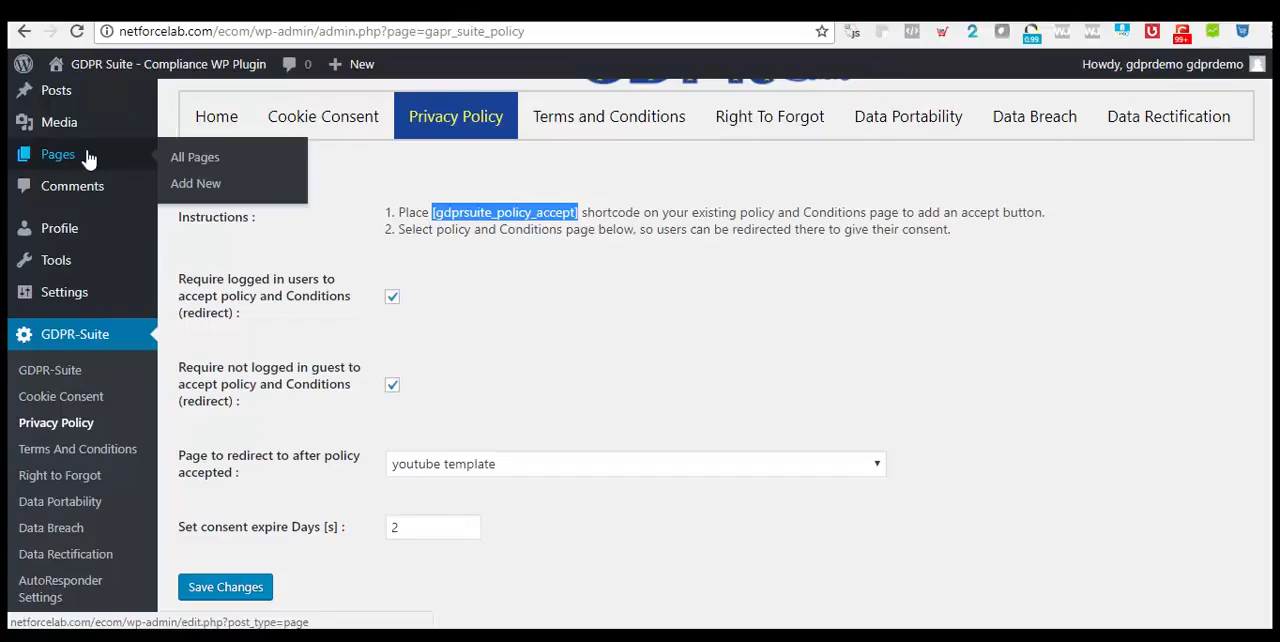 netforcelab.com/ecom/wp-admin/admin.php?page=gapr_suite_policy
js
2
0.99
99+
GDPR Suite - Compliance WP Plugin
0
New
Howdy, gdprdemo gdprdemo
Posts
Media
Pages
Comments
Profile
Tools
Settings
GDPR-Suite
GDPR-Suite
Cookie Consent
Privacy Policy
Terms And Conditions
Right to Forgot
Data Portability
Data Breach
Data Rectification
AutoResponder
Settings
All Pages
Add New
Home
Cookie Consent
Privacy Policy
Terms and Conditions
Right To Forgot
Data Portability
Data Breach
Data Rectification
Instructions :
1. Place [gdprsuite_policy_accept] shortcode on your existing policy and Conditions page to add an accept button.
2. Select policy and Conditions page below, so users can be redirected there to give their consent.
Require logged in users to
accept policy and Conditions
(redirect) :
Require not logged in guest to
accept policy and Conditions
(redirect) :
Page to redirect to after policy
accepted :
youtube template
Set consent expire Days [s] :
2
Save Changes
netforcelab.com/ecom/wp-admin/edit.php?post_type=page